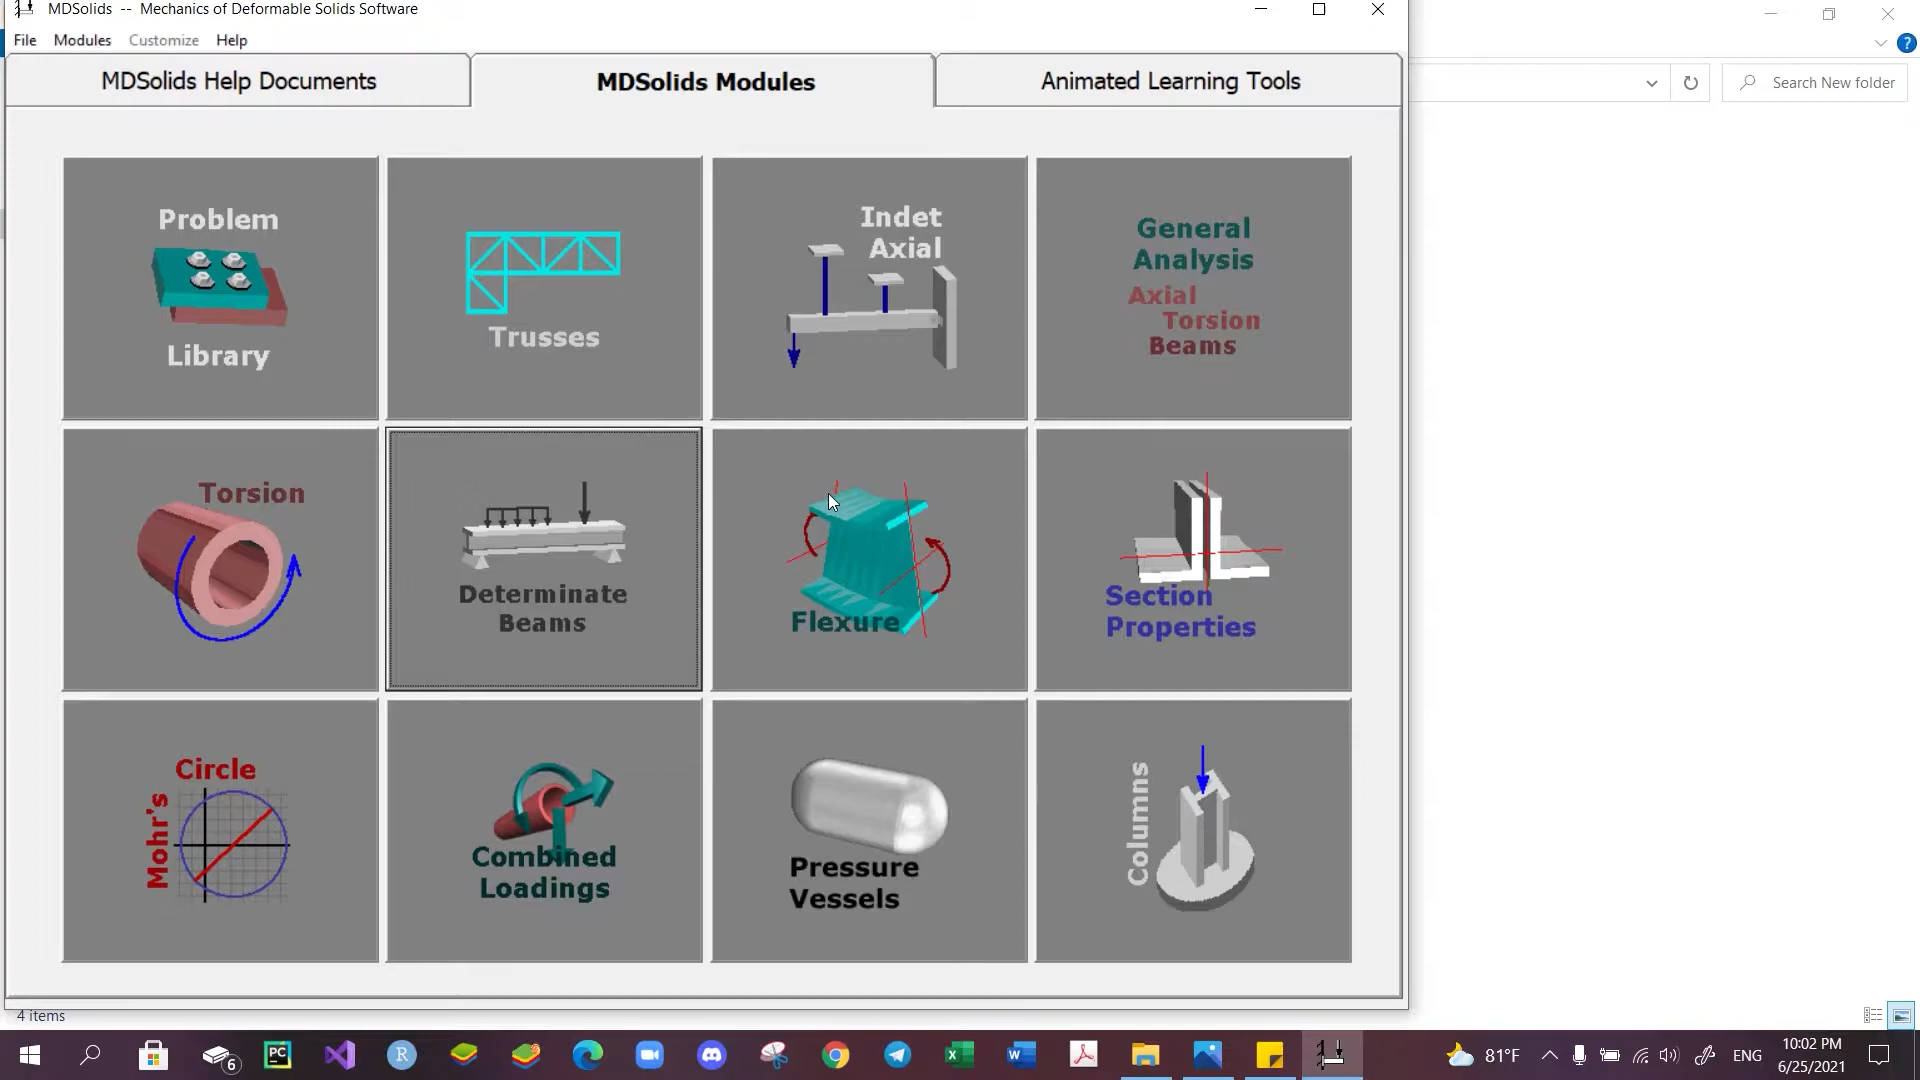 MDSolids -- Mechanics of Deformable Solids Software
File Modules Customize Help
MDSolids Help Documents
MDSolids Modules
Animated Learning Tools
Search New folder
Problem
Library
Trusses
Indet
Axial
General
Analysis
Axial
Torsion
Beams
Torsion
Determinate
Beams
Flexure
Section
Properties
Mohr's
Circle
Combined
Loadings
Pressure
Vessels
Columns
4 items
6
PC
R
81°F
ENG
10:02 PM
6/25/2021